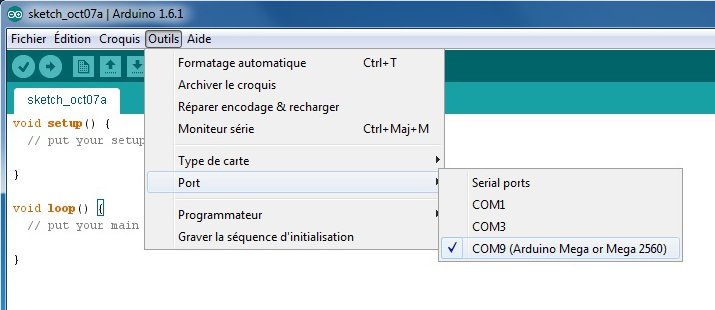 sketch_oct07a | Arduino 1.6.1
Fichier Édition Croquis Outils Aide
sketch_oct07a
Formatage automatique Ctrl+T
Archiver le croquis
Réparer encodage & recharger
Moniteur série Ctrl+Maj+M
Type de carte
Port
Programmateur
Graver la séquence d'initialisation
Serial ports
COM1
COM3
COM9 (Arduino Mega or Mega 2560)
void setup() {
// put your setup
}
void loop() {
// put your main
}